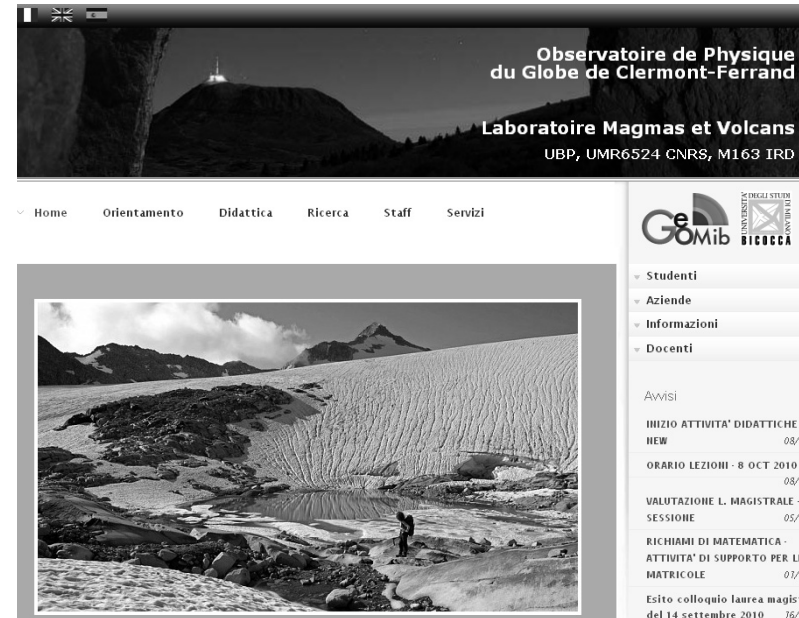 Observatoire de Physique
du Globe de Clermont-Ferrand
Laboratoire Magmas et Volcans
UBP, UMR6524 CNRS, M163 IRD
Home Orientamento Didattica Ricerca Staff Servizi
GeoMib
UNIVERSITA' DEGLI STUDI DI MILANO
BICOCCA
Studenti
Aziende
Informazioni
Docenti
Avvisi
INIZIO ATTIVITA' DIDATTICHE
NEW 08/
ORARIO LEZIONI - 8 OCT 2010
08/
VALUTAZIONE L. MAGISTRALE -
SESSIONE 05/
RICHIAMI DI MATEMATICA -
ATTIVITA' DI SUPPORTO PER L
MATRICOLE 01/
Esito colloquio laurea magis
del 14 settembre 2010 16/